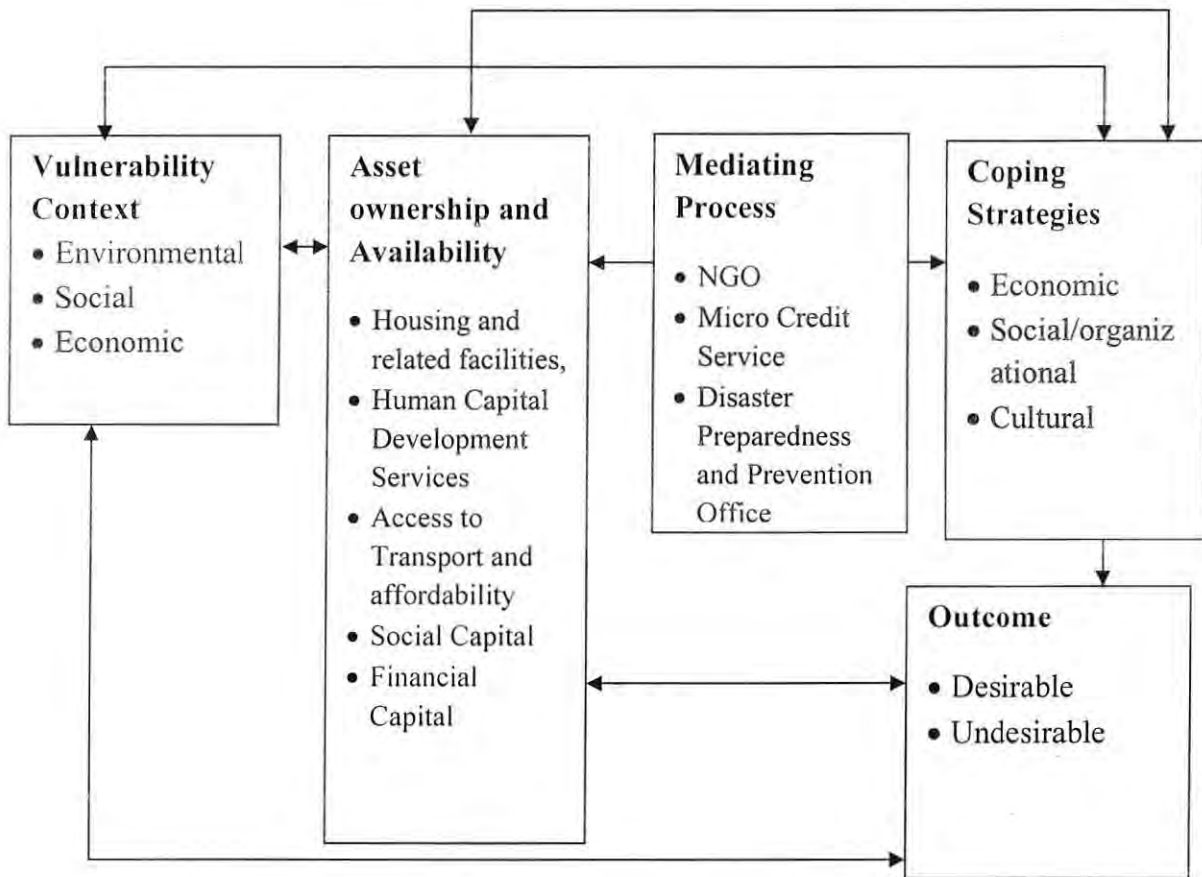 Vulnerability
Context
• Environmental
• Social
• Economic
Asset
ownership and
Availability
• Housing and
related facilities,
• Human Capital
Development
Services
• Access to
Transport and
affordability
• Social Capital
• Financial
Capital
Mediating
Process
• NGO
• Micro Credit
Service
• Disaster
Preparedness
and Prevention
Office
Coping
Strategies
• Economic
• Social/organiz
ational
• Cultural
Outcome
• Desirable
• Undesirable